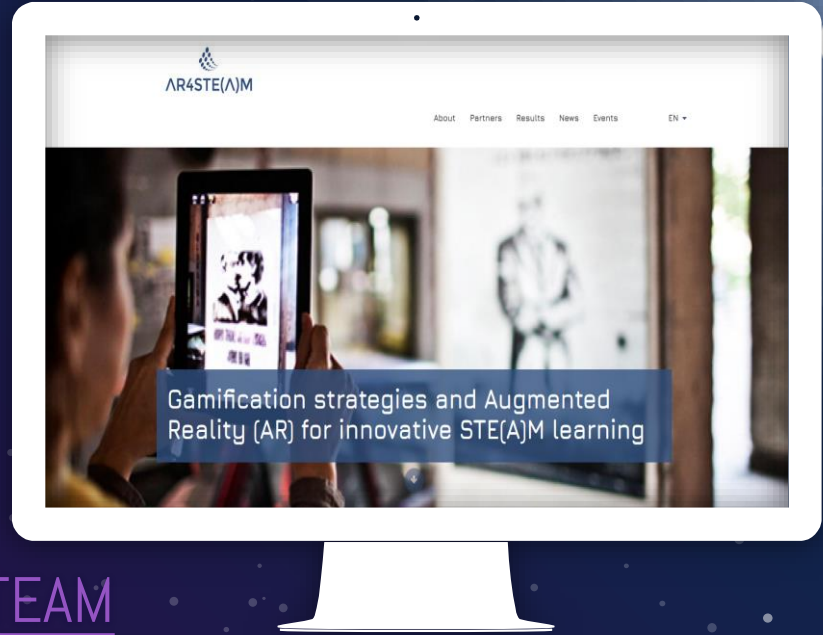 AR4STE(A)M
About Partners Results News Events EN
Gamification strategies and Augmented
Reality (AR) for innovative STE(A)M learning
TEAM